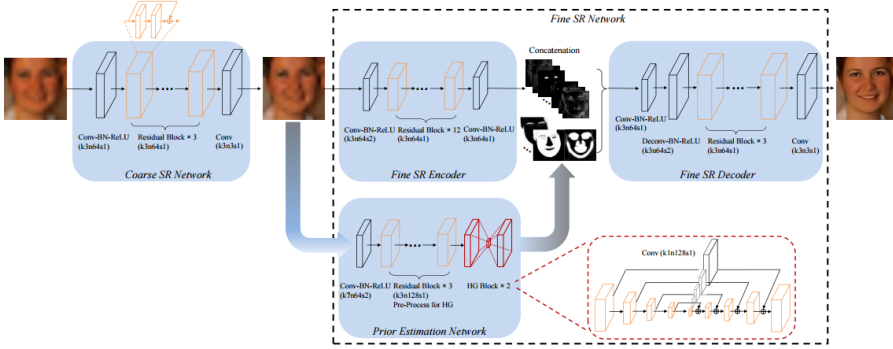 Fine SR Network
Concatenation
Conv-BN-ReLU
(k3n64s1)
Residual Block × 3
(k3n64s1)
Conv
(k3n3s1)
Coarse SR Network
Conv-BN-ReLU
(k3n64s2)
Residual Block × 12
(k3n64s1)
Conv-BN-ReLU
(k3n64s1)
Fine SR Encoder
Conv-BN-ReLU
(k3n64s1)
Deconv-BN-ReLU
(k3n64s2)
Residual Block × 3
(k3n64s1)
Conv
(k3n3s1)
Fine SR Decoder
Conv-BN-ReLU
(k7n64s2)
Residual Block × 3
(k3n128s1)
Pre-Process for HG
HG Block × 2
Prior Estimation Network
Conv (k1n128s1)